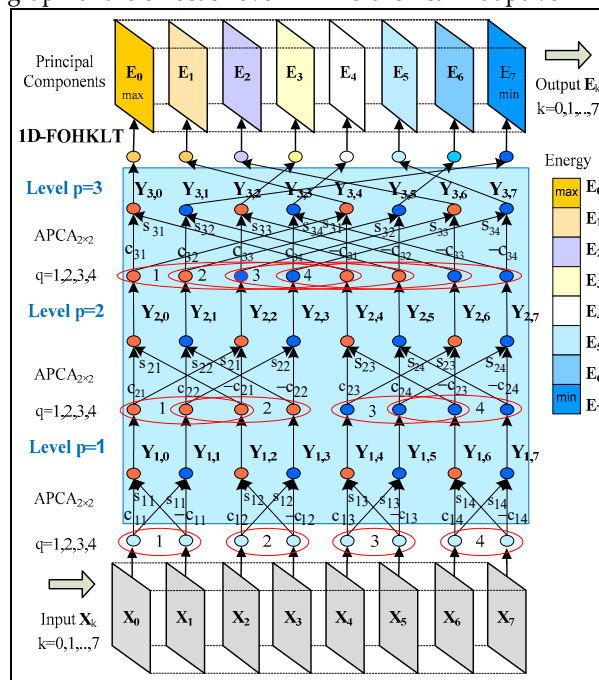 Principal
Components
E0
max
E1
E2
E3
E4
E5
E6
E7
min
Output Ek
k=0,1,..,7
1D-FOHKLT
Energy
Level p=3
Y3,0
Y3,1
Y3,2
Y3,3
Y3,4
Y3,5
Y3,6
Y3,7
max
E0
E1
E2
E3
min
APCA2×2
s31
s32
s33
s34
s31
s32
s33
s34
c31
c32
c33
c34
−c31
−c32
−c33
−c34
q=1,2,3,4
1
2
3
4
Level p=2
Y2,0
Y2,1
Y2,2
Y2,3
Y2,4
Y2,5
Y2,6
Y2,7
APCA2×2
s21
s22
s21
s22
s23
s24
s23
s24
c21
c22
−c21
−c22
c23
c24
−c23
−c24
q=1,2,3,4
1
2
3
4
Level p=1
Y1,0
Y1,1
Y1,2
Y1,3
Y1,4
Y1,5
Y1,6
Y1,7
APCA2×2
s11
s12
s12
s13
s14
s14
c11
−c11
c12
−c12
c13
−c13
c14
−c14
q=1,2,3,4
1
2
3
4
Input Xk
k=0,1,..,7
X0
X1
X2
X3
X4
X5
X6
X7